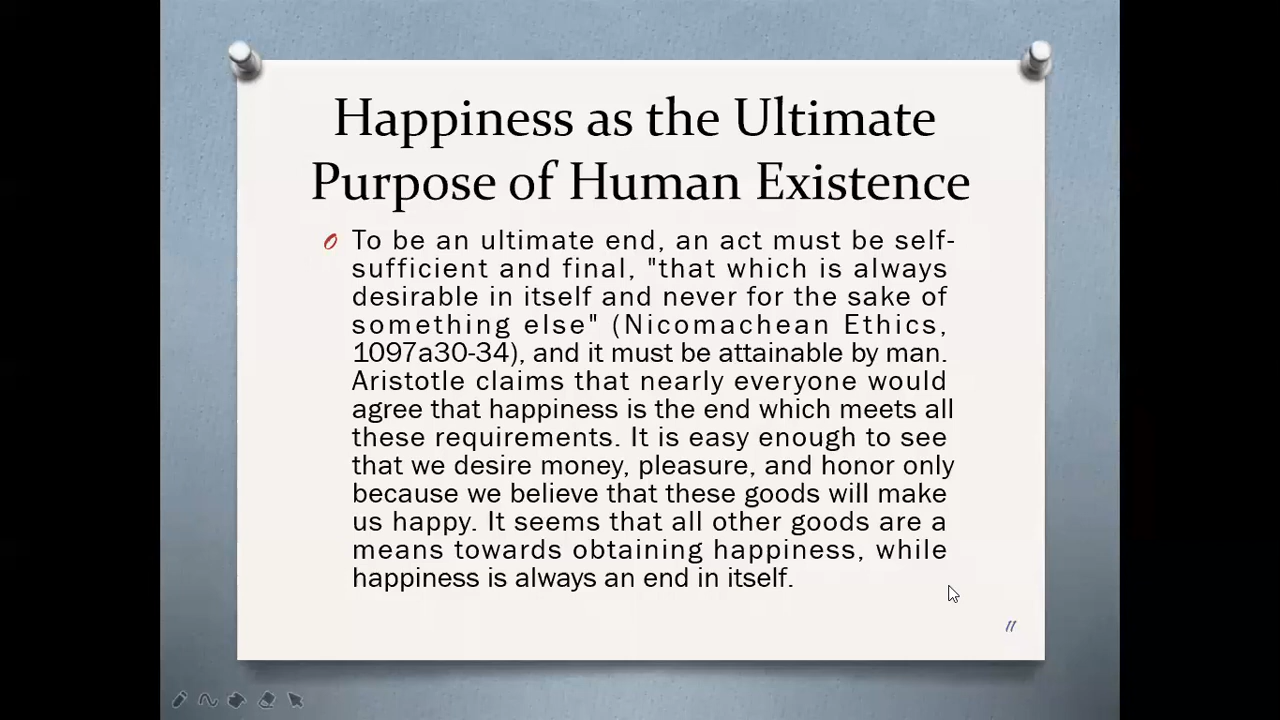 Happiness as the Ultimate
Purpose of Human Existence
To be an ultimate end, an act must be self-
sufficient and final, "that which is always
desirable in itself and never for the sake of
something else" (Nicomachean Ethics,
1097a30-34), and it must be attainable by man.
Aristotle claims that nearly everyone would
agree that happiness is the end which meets all
these requirements. It is easy enough to see
that we desire money, pleasure, and honor only
because we believe that these goods will make
us happy. It seems that all other goods are a
means towards obtaining happiness, while
happiness is always an end in itself.
11